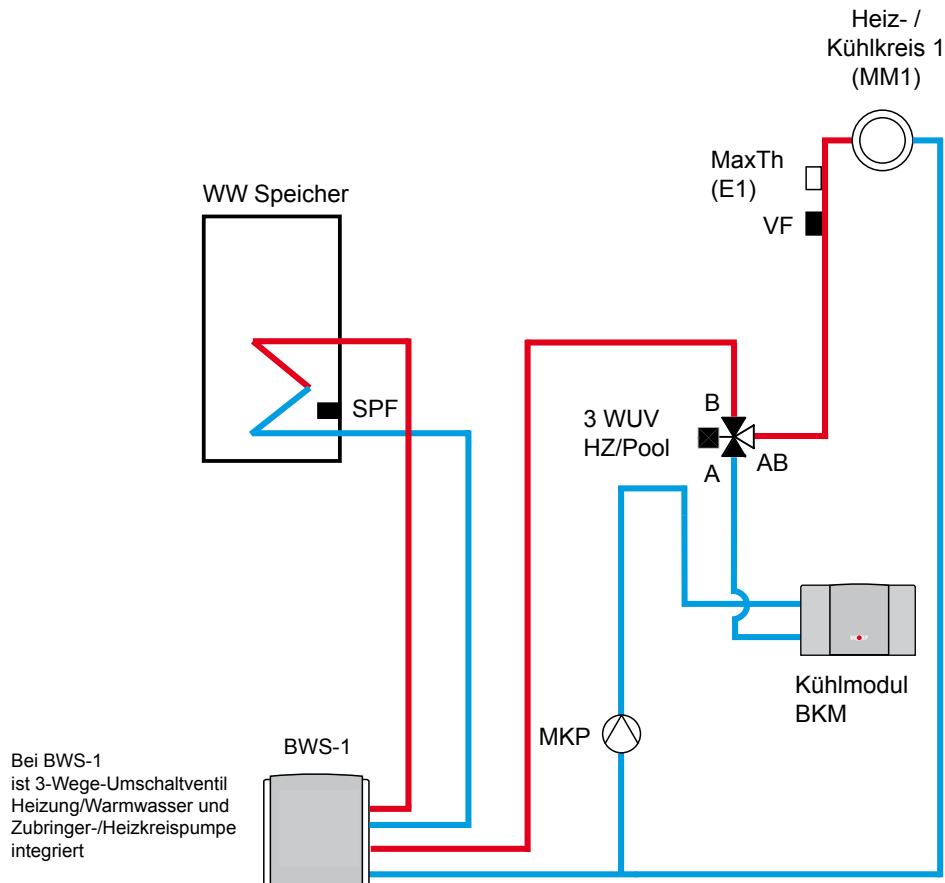 Heiz- /
Kühlkreis 1
(MM1)
MaxTh
(E1)
WW Speicher
VF
B
SPF
3 WUV
HZ/Pool
AB
A
Kühlmodul
BKM
MKP
BWS-1
Bei BWS-1
ist 3-Wege-Umschaltventil
Heizung/Warmwasser und
Zubringer-/Heizkreispumpe
integriert